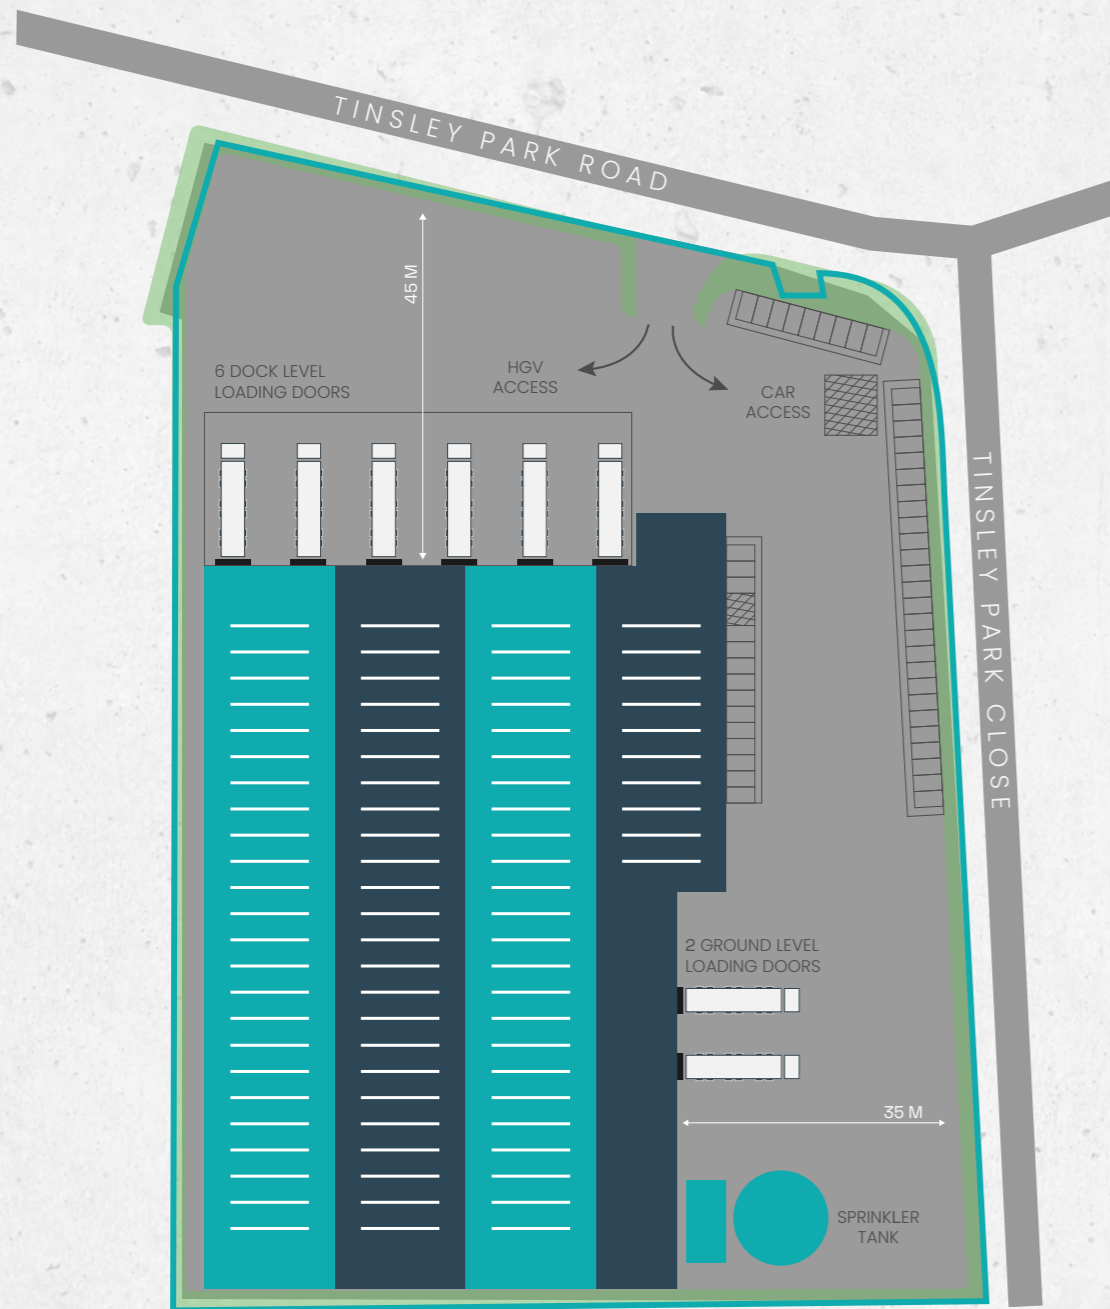 TINSLEY PARK ROAD
45 M
6 DOCK LEVEL
LOADING DOORS
HGV
ACCESS
CAR
ACCESS
TINSLEY PARK CLOSE
2 GROUND LEVEL
LOADING DOORS
35 M
SPRINKLER
TANK